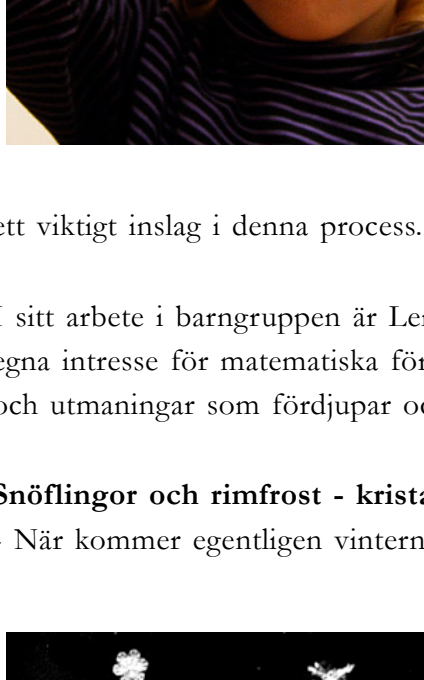 ett viktigt inslag i denna process.
I sitt arbete i barngruppen är Le
egna intresse för matematiska för
och utmaningar som fördjupar o
Snöflingor och rimfrost - krista
- När kommer egentligen vintern